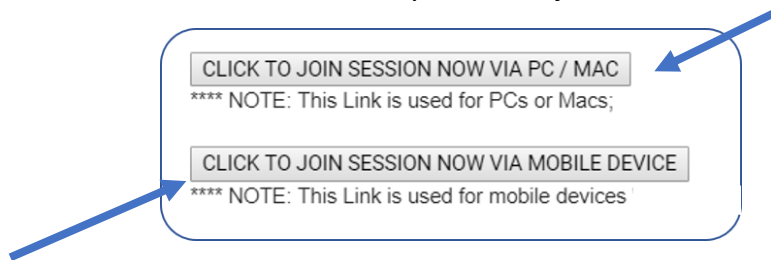 CLICK TO JOIN SESSION NOW VIA PC / MAC
**** NOTE: This Link is used for PCs or Macs;
CLICK TO JOIN SESSION NOW VIA MOBILE DEVICE
**** NOTE: This Link is used for mobile devices